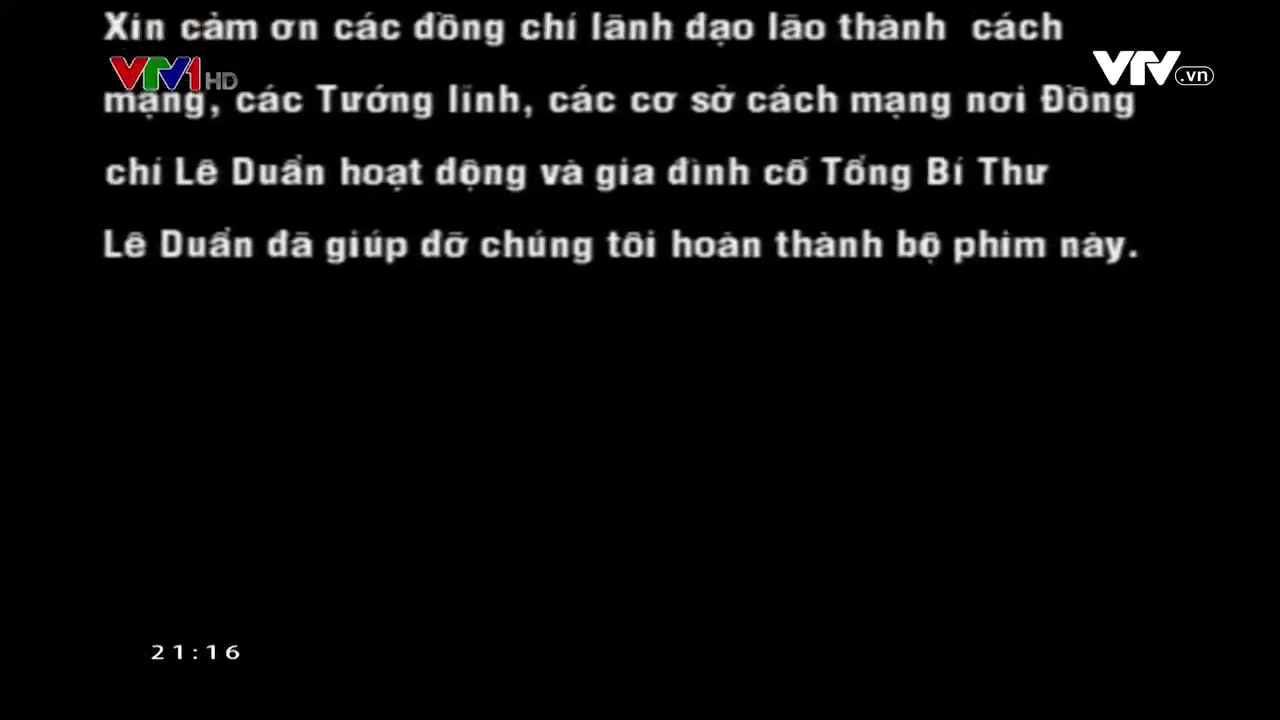 Xin cảm ơn các đồng chí lãnh đạo lão thành cách
VTV1 HD
VTV.vn
mạng, các Tướng lĩnh, các cơ sở cách mạng nơi Đồng
chí Lê Duẩn hoạt động và gia đình cố Tổng Bí Thư
Lê Duẩn đã giúp đỡ chúng tôi hoàn thành bộ phim này.
21:16